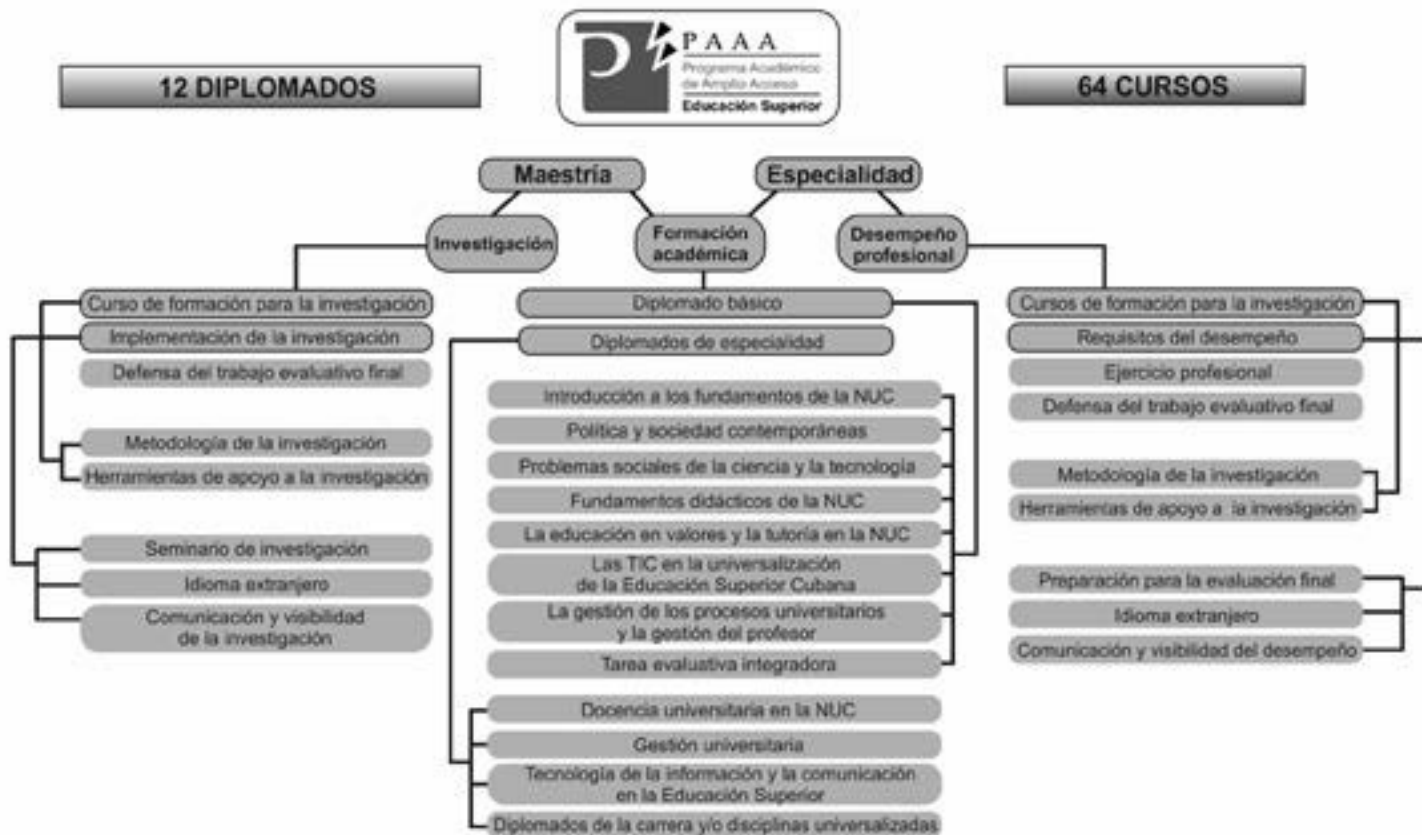 12 DIPLOMADOS
PAAA
Programa Académico
de Amplio Acceso
Educación Superior
64 CURSOS
Maestría
Especialidad
Investigación
Formación
académica
Desempeño
profesional
Curso de formación para la investigación
Implementación de la investigación
Defensa del trabajo evaluativo final
Metodología de la investigación
Herramientas de apoyo a la investigación
Seminario de investigación
Idioma extranjero
Comunicación y visibilidad
de la investigación
Diplomado básico
Diplomados de especialidad
Introducción a los fundamentos de la NUC
Política y sociedad contemporáneas
Problemas sociales de la ciencia y la tecnología
Fundamentos didácticos de la NUC
La educación en valores y la tutoría en la NUC
Las TIC en la universalización
de la Educación Superior Cubana
La gestión de los procesos universitarios
y la gestión del profesor
Tarea evaluativa integradora
Docencia universitaria en la NUC
Gestión universitaria
Tecnología de la información y la comunicación
en la Educación Superior
Diplomados de la carrera y/o disciplinas universalizadas
Cursos de formación para la investigación
Requisitos del desempeño
Ejercicio profesional
Defensa del trabajo evaluativo final
Metodología de la investigación
Herramientas de apoyo a la investigación
Preparación para la evaluación final
Idioma extranjero
Comunicación y visibilidad del desempeño